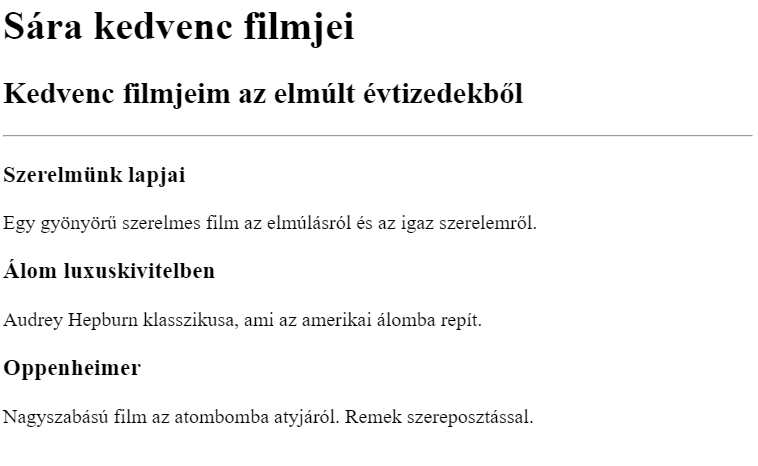 Sára kedvenc filmjei
Kedvenc filmjeim az elmúlt évtizedekből
Szerelmünk lapjai
Egy gyönyörű szerelmes film az elmúlásról és az igaz szerelemről.
Álom luxuskivitelben
Audrey Hepburn klasszikusa, ami az amerikai álomba repít.
Oppenheimer
Nagyszabású film az atombomba atyjáról. Remek szereposztással.